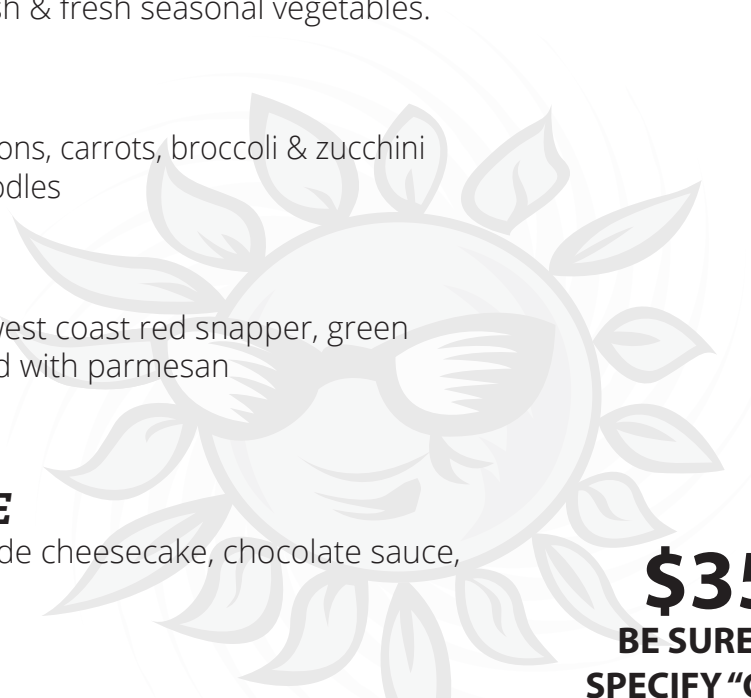 sh & fresh seasonal vegetables.
ons, carrots, broccoli & zucchini
odles
west coast red snapper, green
d with parmesan
E
de cheesecake, chocolate sauce,
$35
BE SURE
SPECIFY “